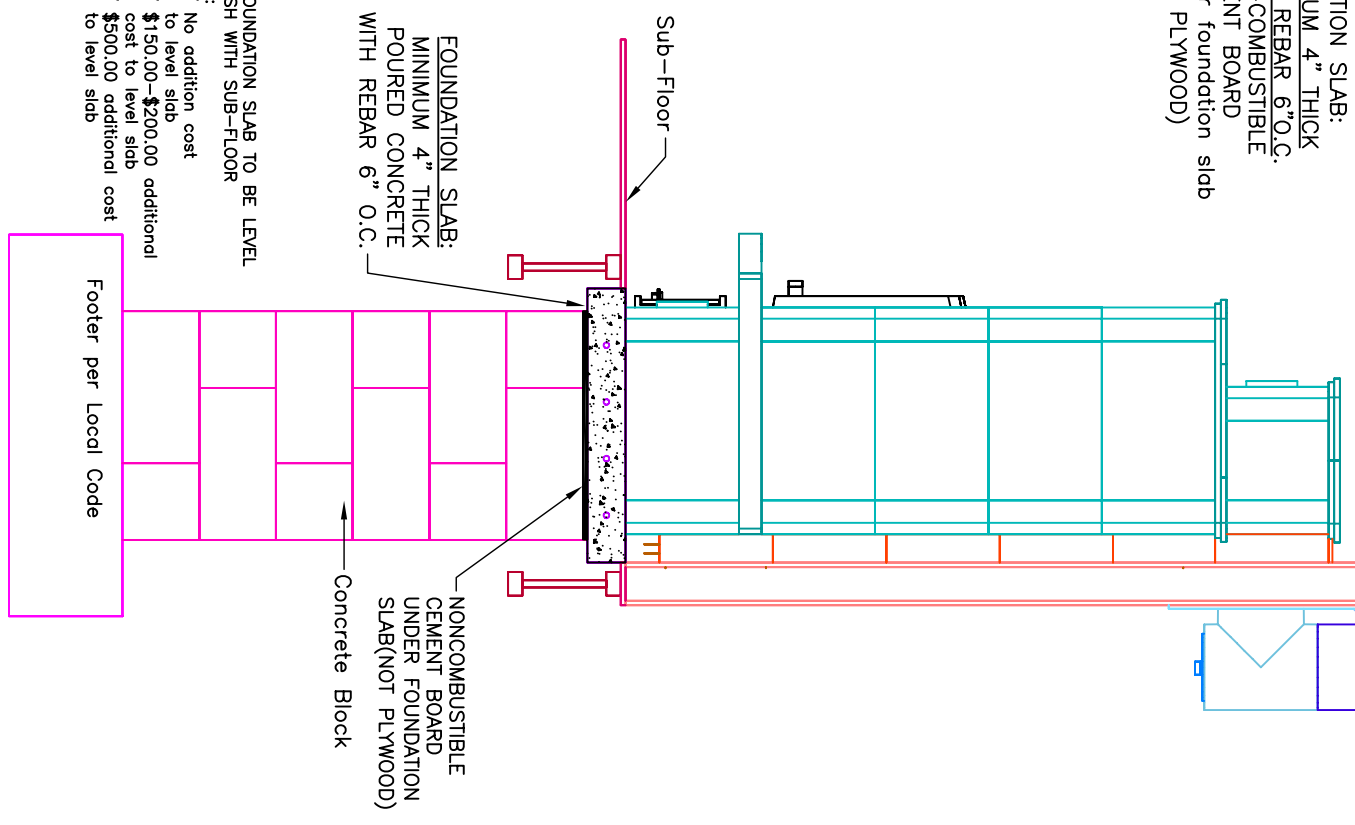 TION SLAB:
UM 4" THICK
REBAR 6"O.C.
COMBUSTIBLE
ENT BOARD
r foundation slab
PLYWOOD)
Sub-Floor
FOUNDATION SLAB:
MINIMUM 4" THICK
POURED CONCRETE
WITH REBAR 6" O.C.
OUNDATION SLAB TO BE LEVEL
SH WITH SUB-FLOOR
No addition cost
to level slab
$150.00-$200.00 additional
cost to level slab
$500.00 additional cost
to level slab
NONCOMBUSTIBLE
CEMENT BOARD
UNDER FOUNDATION
SLAB(NOT PLYWOOD)
Concrete Block
Footer per Local Code